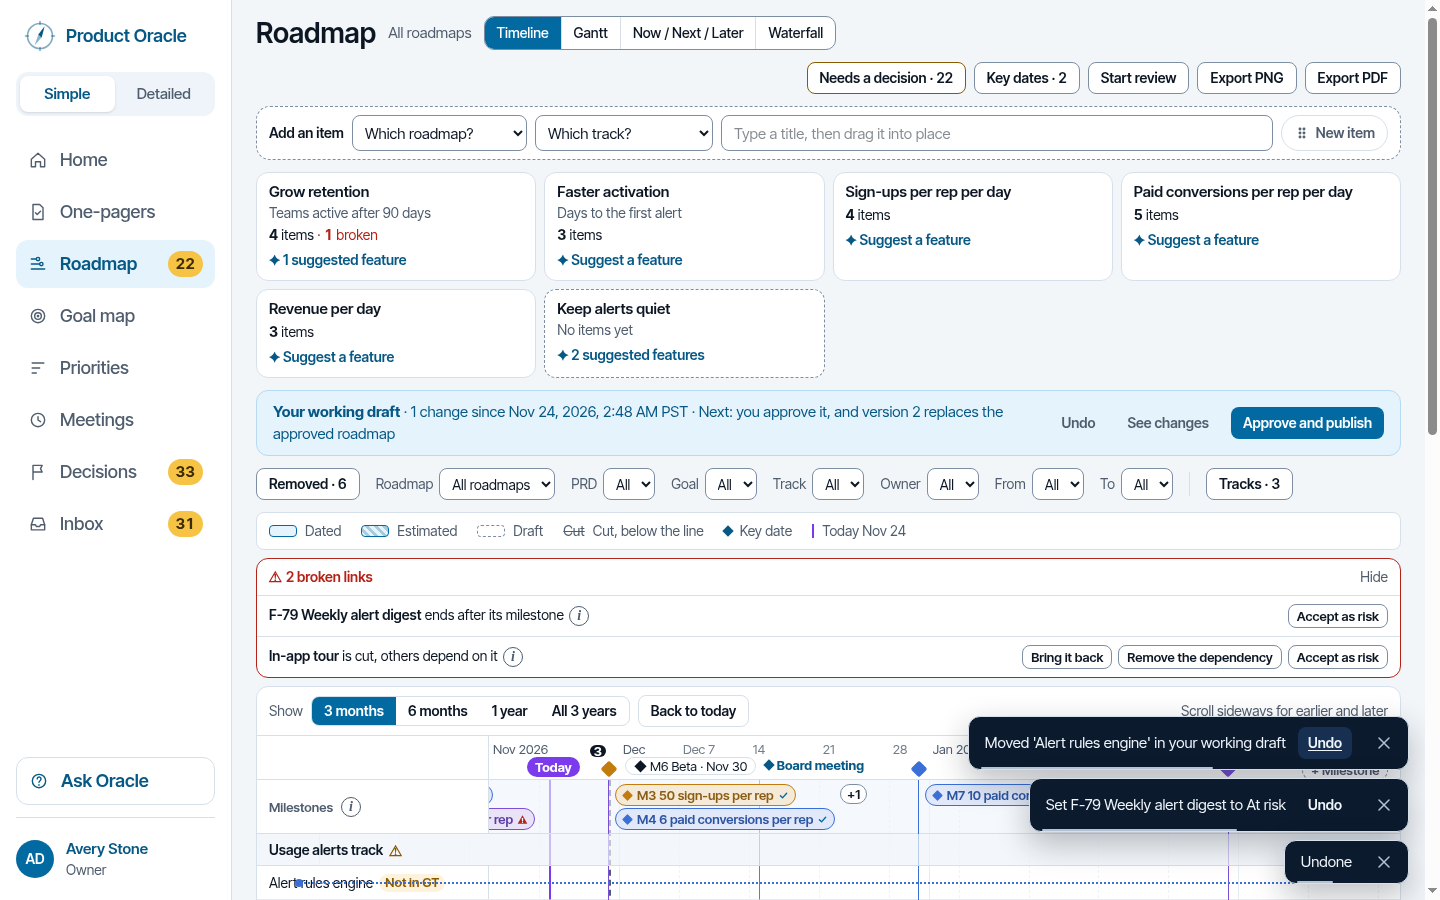 Product Oracle
Simple
Detailed
Home
One-pagers
Roadmap
22
Goal map
Priorities
Meetings
Decisions
33
Inbox
31
Ask Oracle
AD
Avery Stone
Owner
Roadmap
All roadmaps
Timeline
Gantt
Now / Next / Later
Waterfall
Needs a decision · 22
Key dates · 2
Start review
Export PNG
Export PDF
Add an item
Which roadmap?
Which track?
Type a title, then drag it into place
New item
Grow retention
Teams active after 90 days
4 items · 1 broken
1 suggested feature
Faster activation
Days to the first alert
3 items
Suggest a feature
Sign-ups per rep per day
4 items
Suggest a feature
Paid conversions per rep per day
5 items
Suggest a feature
Revenue per day
3 items
Suggest a feature
Keep alerts quiet
No items yet
2 suggested features
Your working draft · 1 change since Nov 24, 2026, 2:48 AM PST · Next: you approve it, and version 2 replaces the
approved roadmap
Undo
See changes
Approve and publish
Removed · 6
Roadmap
All roadmaps
PRD
All
Goal
All
Track
All
Owner
All
From
All
To
All
Tracks · 3
Dated
Estimated
Draft
Cut
Cut, below the line
Key date
Today Nov 24
2 broken links
Hide
F-79 Weekly alert digest ends after its milestone
Accept as risk
In-app tour is cut, others depend on it
Bring it back
Remove the dependency
Accept as risk
Show
3 months
6 months
1 year
All 3 years
Back to today
Scroll sideways for earlier and later
Nov 2026
3
Dec
Dec 7
14
21
28
Jan 20
Today
M6 Beta · Nov 30
Board meeting
+ Milestone
Milestones
M3 50 sign-ups per rep
+1
M7 10 paid con
rep
M4 6 paid conversions per rep
Usage alerts track
Alert rules engine
Not in GT
Moved 'Alert rules engine' in your working draft
Undo
Set F-79 Weekly alert digest to At risk
Undo
Undone